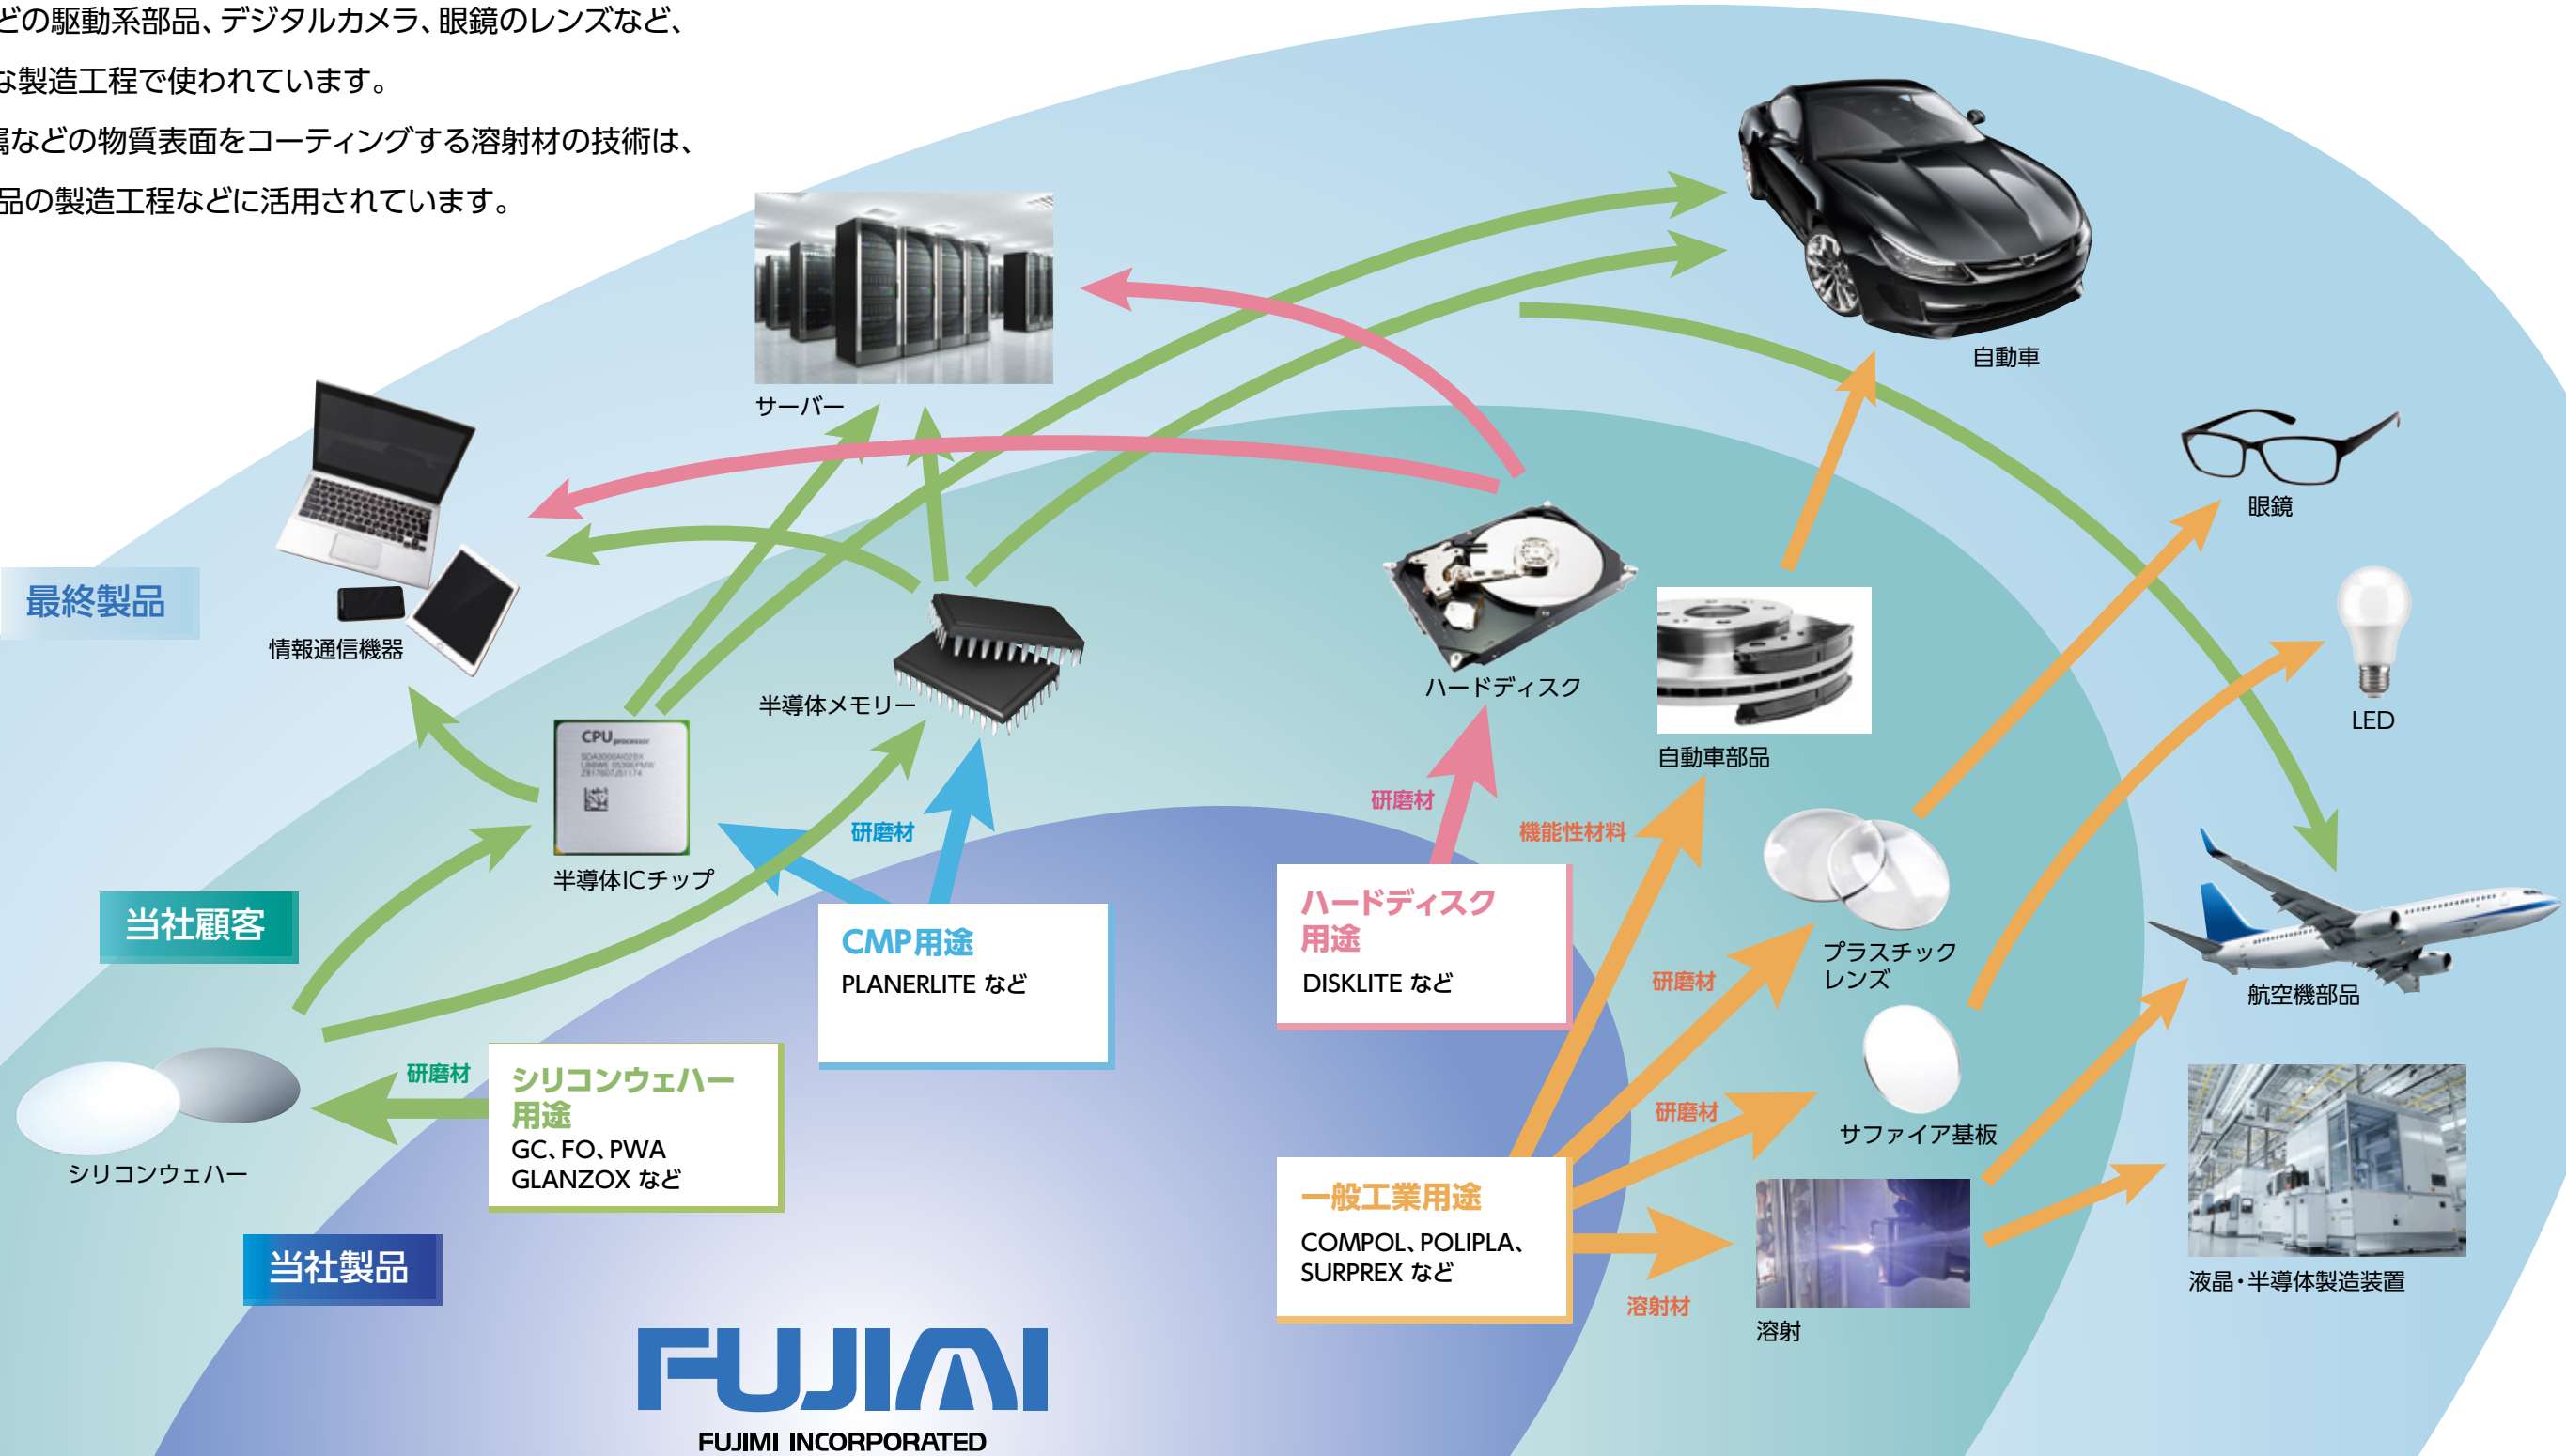 どの駆動系部品、デジタルカメラ、眼鏡のレンズなど、
な製造工程で使われています。
属などの物質表面をコーティングする溶射材の技術は、
品の製造工程などに活用されています。
サーバー
自動車
眼鏡
最終製品
情報通信機器
LED
半導体メモリー
ハードディスク
自動車部品
CPU processor
半導体ICチップ
研磨材
研磨材
機能性材料
当社顧客
CMP用途
PLANERLITE など
ハードディスク
用途
DISKLITE など
研磨材
プラスチック
レンズ
航空機部品
研磨材
シリコンウェハー
シリコンウェハー
用途
GC、FO、PWA
GLANZOX など
研磨材
サファイア基板
一般工業用途
COMPOL、POLIPLA、
SURPREX など
溶射材
溶射
液晶・半導体製造装置
当社製品
FUJIMI
FUJIMI INCORPORATED